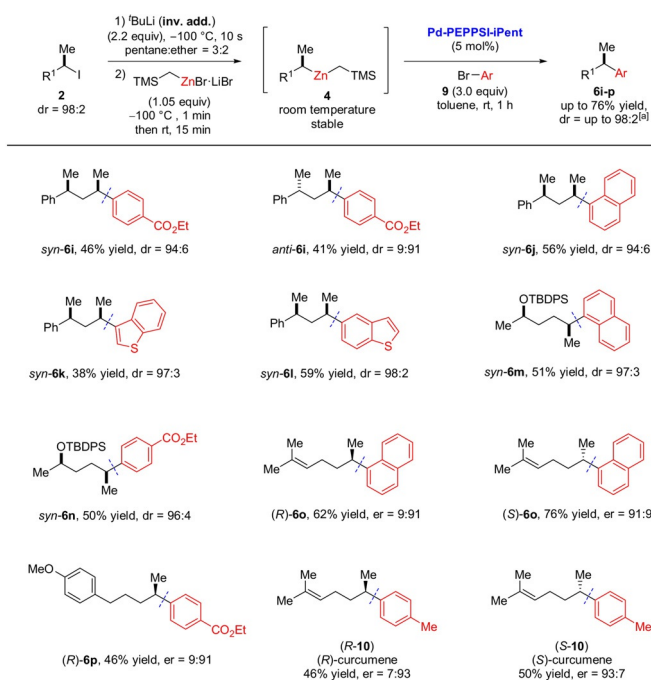 1) tBuLi (inv. add.)
(2.2 equiv), −100 °C, 10 s
pentane:ether = 3:2
2) TMS ZnBr·LiBr
(1.05 equiv)
−100 °C , 1 min
then rt, 15 min
Me
R1 I
2
dr = 98:2
Me
R1 Zn TMS
4
room temperature
stable
Pd-PEPPSI-iPent
(5 mol%)
Br–Ar
9 (3.0 equiv)
toluene, rt, 1 h
Me
R1 Ar
6i-p
up to 76% yield,
dr = up to 98:2[a]
Me Me
Ph
CO2Et
syn-6i, 46% yield, dr = 94:6
Me Me
Ph
CO2Et
anti-6i, 41% yield, dr = 9:91
Me Me
Ph
syn-6j, 56% yield, dr = 94:6
Me Me
Ph
S
syn-6k, 38% yield, dr = 97:3
Me Me
Ph
S
syn-6l, 59% yield, dr = 98:2
OTBDPS
Me
Me
syn-6m, 51% yield, dr = 97:3
OTBDPS
CO2Et
Me
Me
syn-6n, 50% yield, dr = 96:4
Me Me
Me
(R)-6o, 62% yield, er = 9:91
Me Me
Me
(S)-6o, 76% yield, er = 91:9
MeO
Me
CO2Et
(R)-6p, 46% yield, er = 9:91
Me Me
Me
Me
(R-10)
(R)-curcumene
46% yield, er = 7:93
Me Me
Me
Me
(S-10)
(S)-curcumene
50% yield, er = 93:7